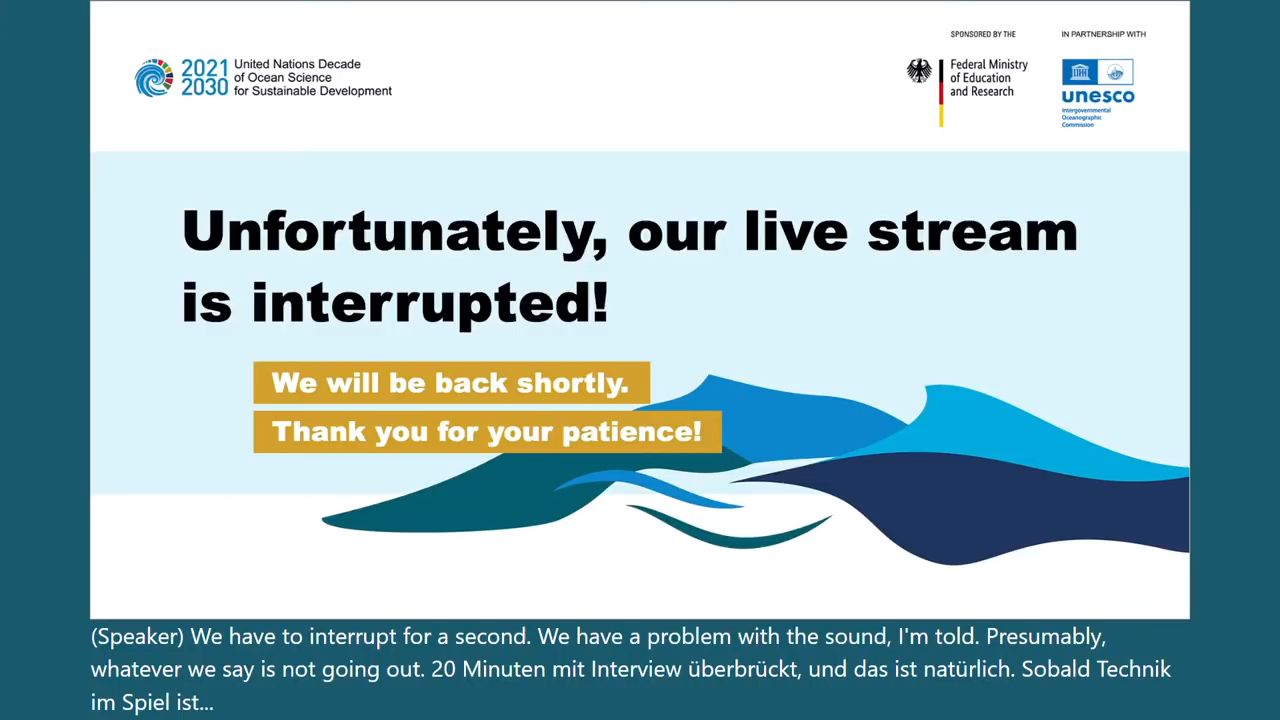 SPONSORED BY THE
IN PARTNERSHIP WITH
2021
2030
United Nations Decade
of Ocean Science
for Sustainable Development
Federal Ministry
of Education
and Research
unesco
Intergovernmental
Oceanographic
Commission
Unfortunately, our live stream
is interrupted!
We will be back shortly.
Thank you for your patience!
(Speaker) We have to interrupt for a second. We have a problem with the sound, I'm told. Presumably,
whatever we say is not going out. 20 Minuten mit Interview überbrückt, und das ist natürlich. Sobald Technik
im Spiel ist...